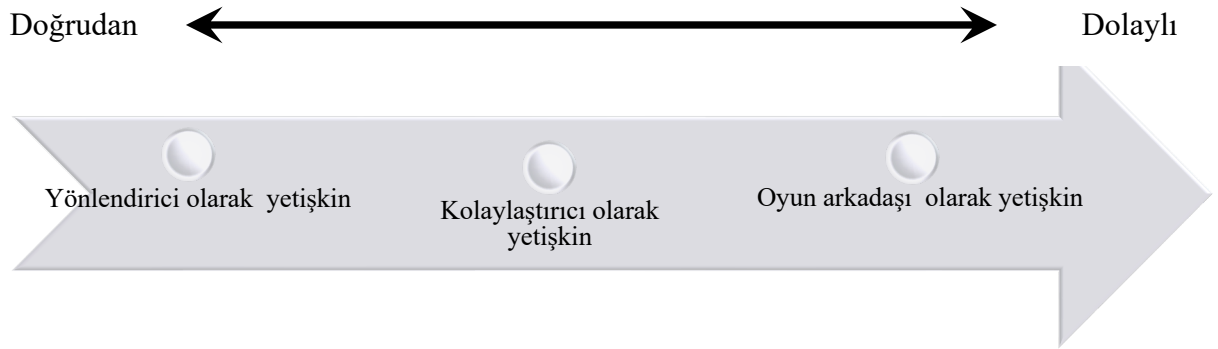 Doğrudan Dolaylı
Yönlendirici olarak yetişkin
Kolaylaştırıcı olarak
yetişkin
Oyun arkadaşı olarak yetişkin